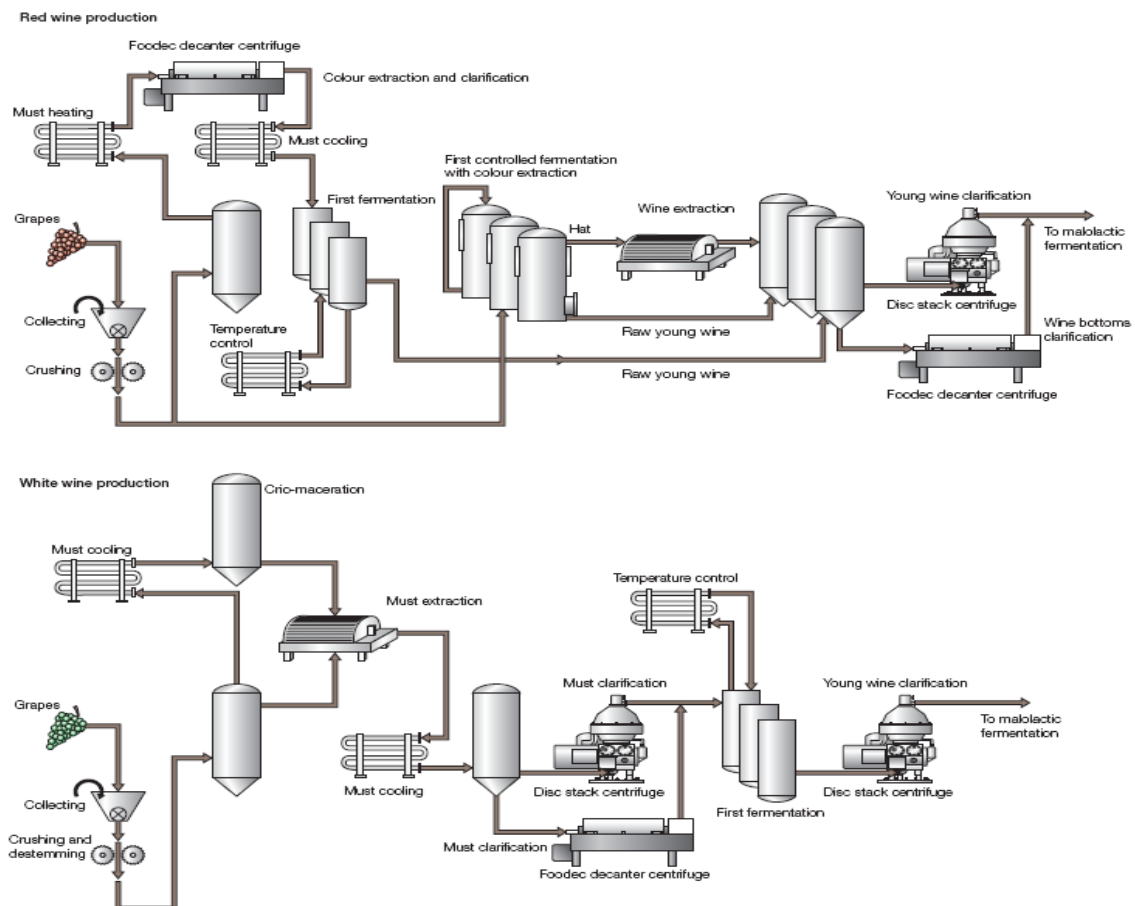 Red wine production
Foodec decanter centrifuge
Colour extraction and clarification
Must heating
Must cooling
First controlled fermentation
with colour extraction
Grapes
First fermentation
Hat
Wine extraction
Young wine clarification
To malolactic
fermentation
Collecting
Temperature
control
Disc stack centrifuge
Raw young wine
Wine bottoms
clarification
Crushing
Raw young wine
Foodec decanter centrifuge
White wine production
Crio-maceration
Must cooling
Must extraction
Temperature control
Grapes
Must clarification
Young wine clarification
To malolactic
fermentation
Must cooling
Disc stack centrifuge
First fermentation
Disc stack centrifuge
Collecting
Crushing and
destemming
Must clarification
Foodec decanter centrifuge